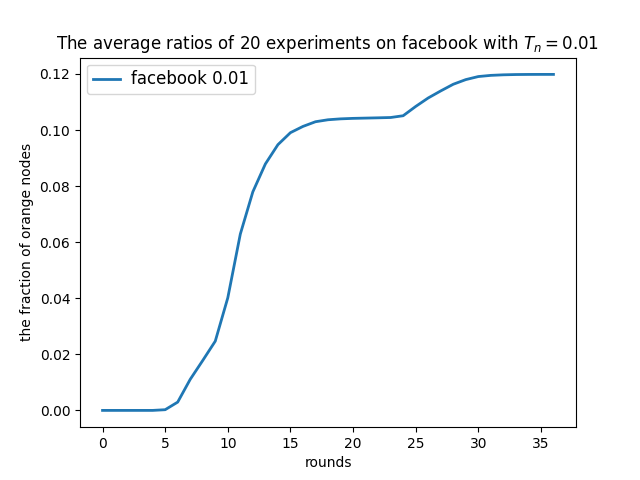 The average ratios of 20 experiments on facebook with $T_n = 0.01$
facebook 0.01
0.12
0.10
0.08
0.06
0.04
0.02
0.00
the fraction of orange nodes
0 5 10 15 20 25 30 35
rounds